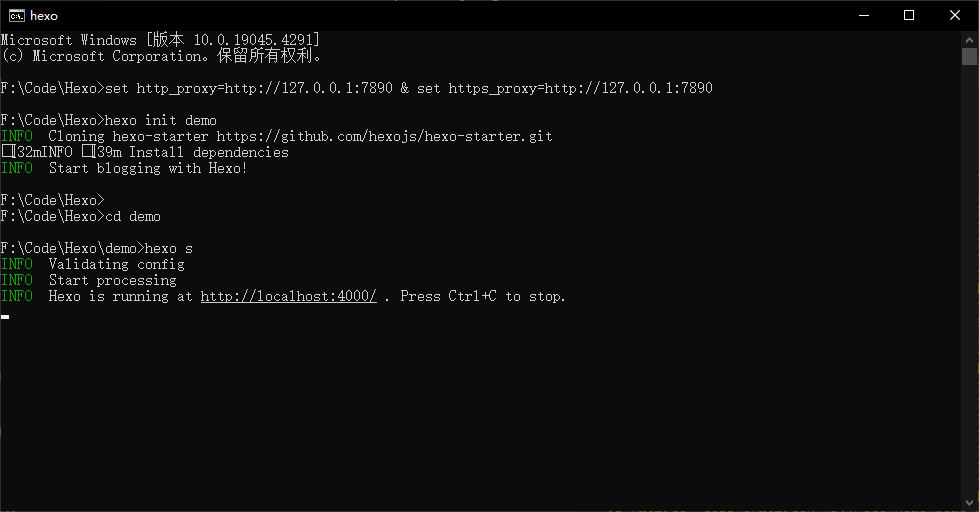 hexo
Microsoft Windows [版本 10.0.19045.4291]
(c) Microsoft Corporation。保留所有权利。
F:\Code\Hexo>set http_proxy=http://127.0.0.1:7890 & set https_proxy=http://127.0.0.1:7890
F:\Code\Hexo>hexo init demo
INFO  Cloning hexo-starter https://github.com/hexojs/hexo-starter.git
□[32mINFO □[39m Install dependencies
INFO  Start blogging with Hexo!
F:\Code\Hexo>
F:\Code\Hexo>cd demo
F:\Code\Hexo\demo>hexo s
INFO  Validating config
INFO  Start processing
INFO  Hexo is running at http://localhost:4000/ . Press Ctrl+C to stop.